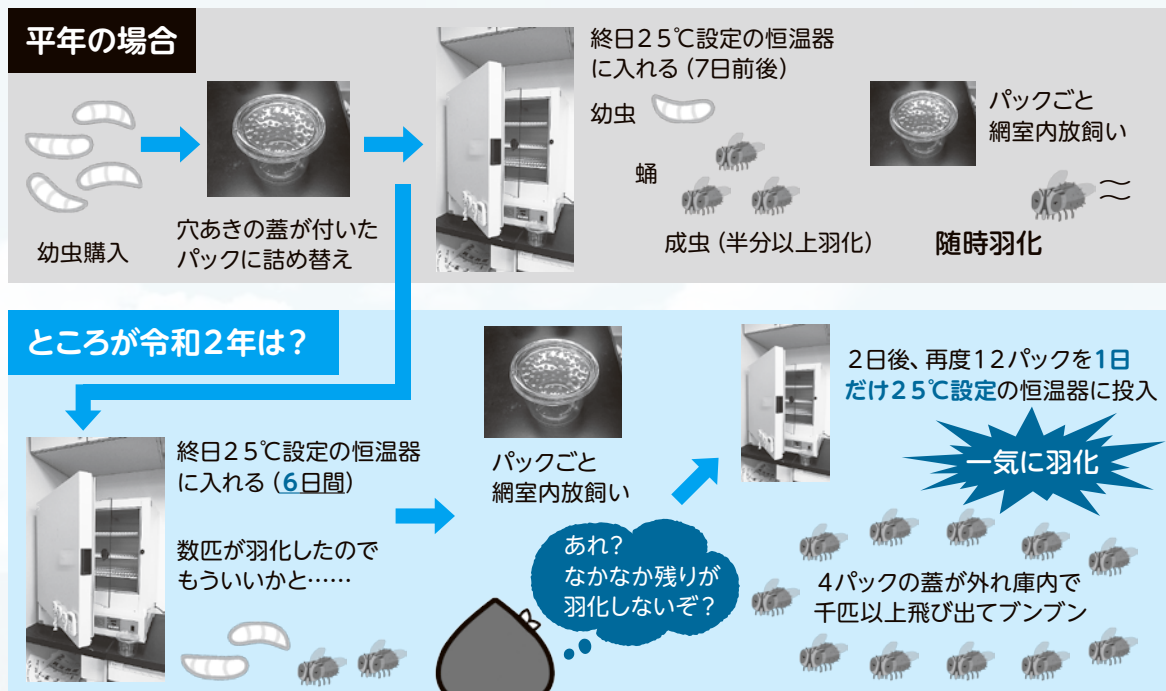 平年の場合
幼虫購入
穴あきの蓋が付いた
パックに詰め替え
終日25℃設定の恒温器
に入れる（7日前後）
幼虫
蛹
成虫（半分以上羽化）
パックごと
網室内放飼い
随時羽化
ところが令和2年は？
終日25℃設定の恒温器
に入れる（6日間）
数匹が羽化したので
もういいかと……
パックごと
網室内放飼い
あれ？
なかなか残りが
羽化しないぞ？
2日後、再度12パックを1日
だけ25℃設定の恒温器に投入
一気に羽化
4パックの蓋が外れ庫内で
千匹以上飛び出てブンブン